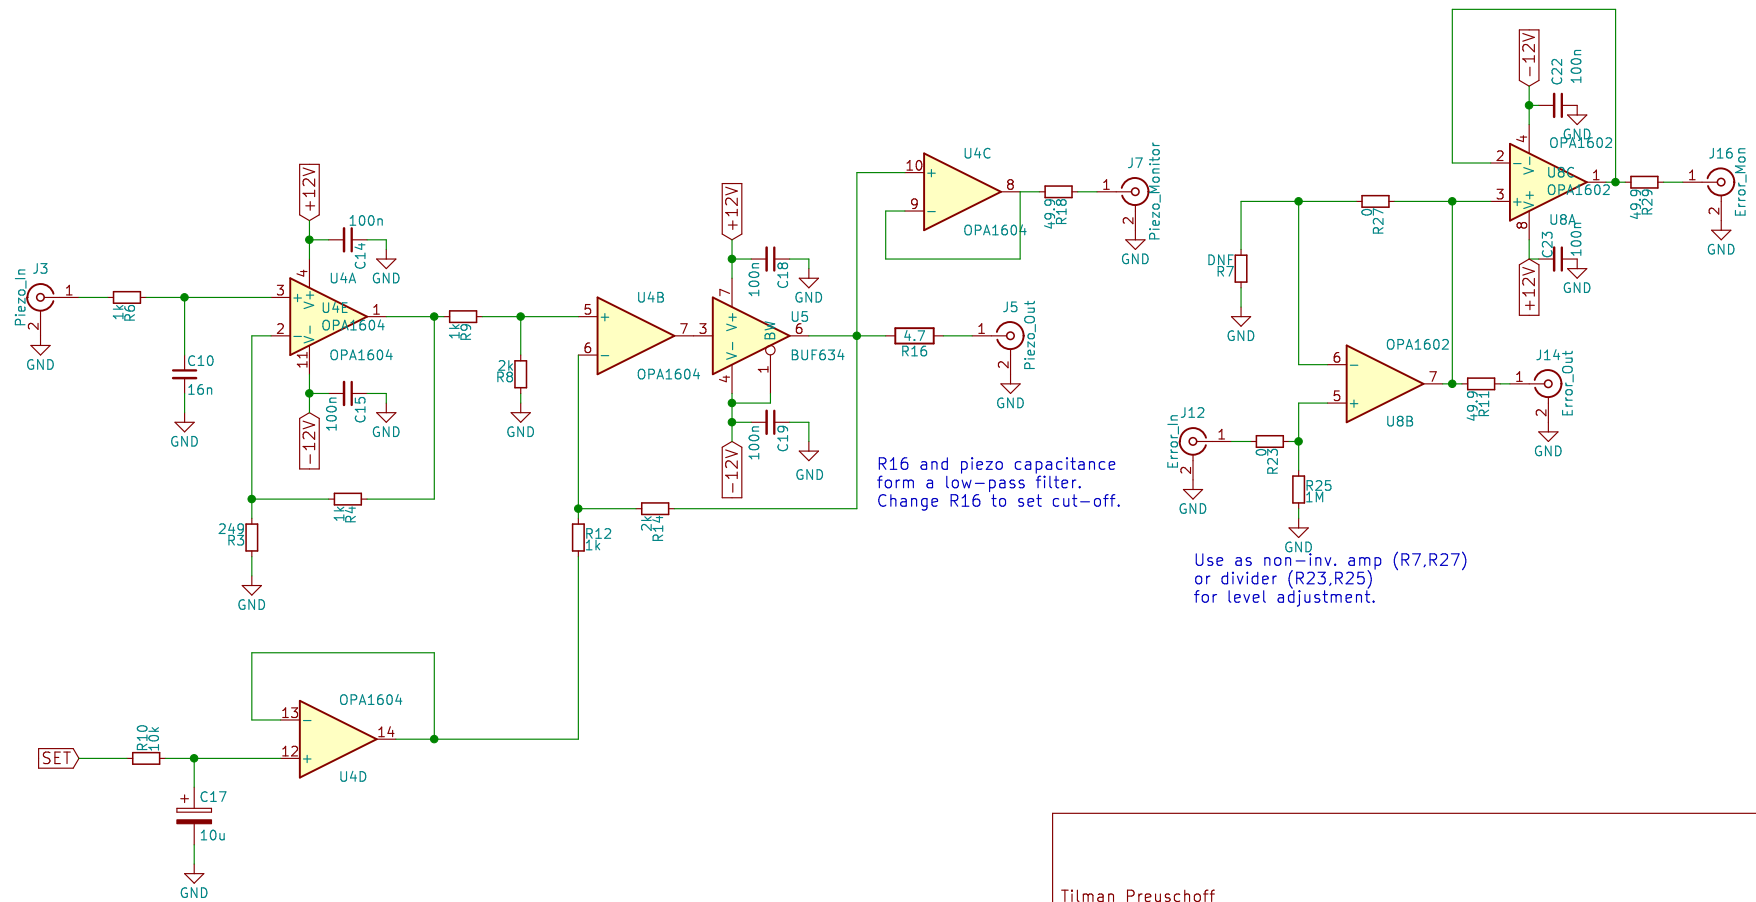 J3
Piezo_In
1
2
GND
1k
R6
C10
16n
GND
+12V
100n
C14
GND
4
U4A
3
+
V+
U4E
OPA1604
1
2
−
V−
OPA1604
11
100n
C15
GND
-12V
1k
R4
249
R3
GND
1k
R9
2k
R8
GND
U4B
5
+
6
−
7
OPA1604
+12V
100n
C18
GND
7
U5
3
V+
BW
6
V−
BUF634
4
1
100n
C19
GND
-12V
2k
R14
R12
1k
U4C
10
+
9
−
8
OPA1604
49.9
R18
J7
Piezo_Monitor
1
2
GND
4.7
R16
J5
Piezo_Out
1
2
GND
R16 and piezo capacitance
form a low-pass filter.
Change R16 to set cut-off.
SET
R10
10k
+
C17
10u
GND
OPA1604
13
−
12
+
14
U4D
-12V
C22
100n
GND
4
OPA1602
2
−
V−
U8C
OPA1602
1
3
+
V+
U8A
8
C23
100n
GND
+12V
49.9
R29
J16
Error_Mon
1
2
GND
0
R27
DNF
R7
GND
OPA1602
6
−
5
+
7
U8B
49.9
R11
J14
Error_Out
1
2
GND
J12
Error_In
1
2
GND
0
R23
R25
1M
GND
Use as non-inv. amp (R7,R27)
or divider (R23,R25)
for level adjustment.
Tilman Preuschoff